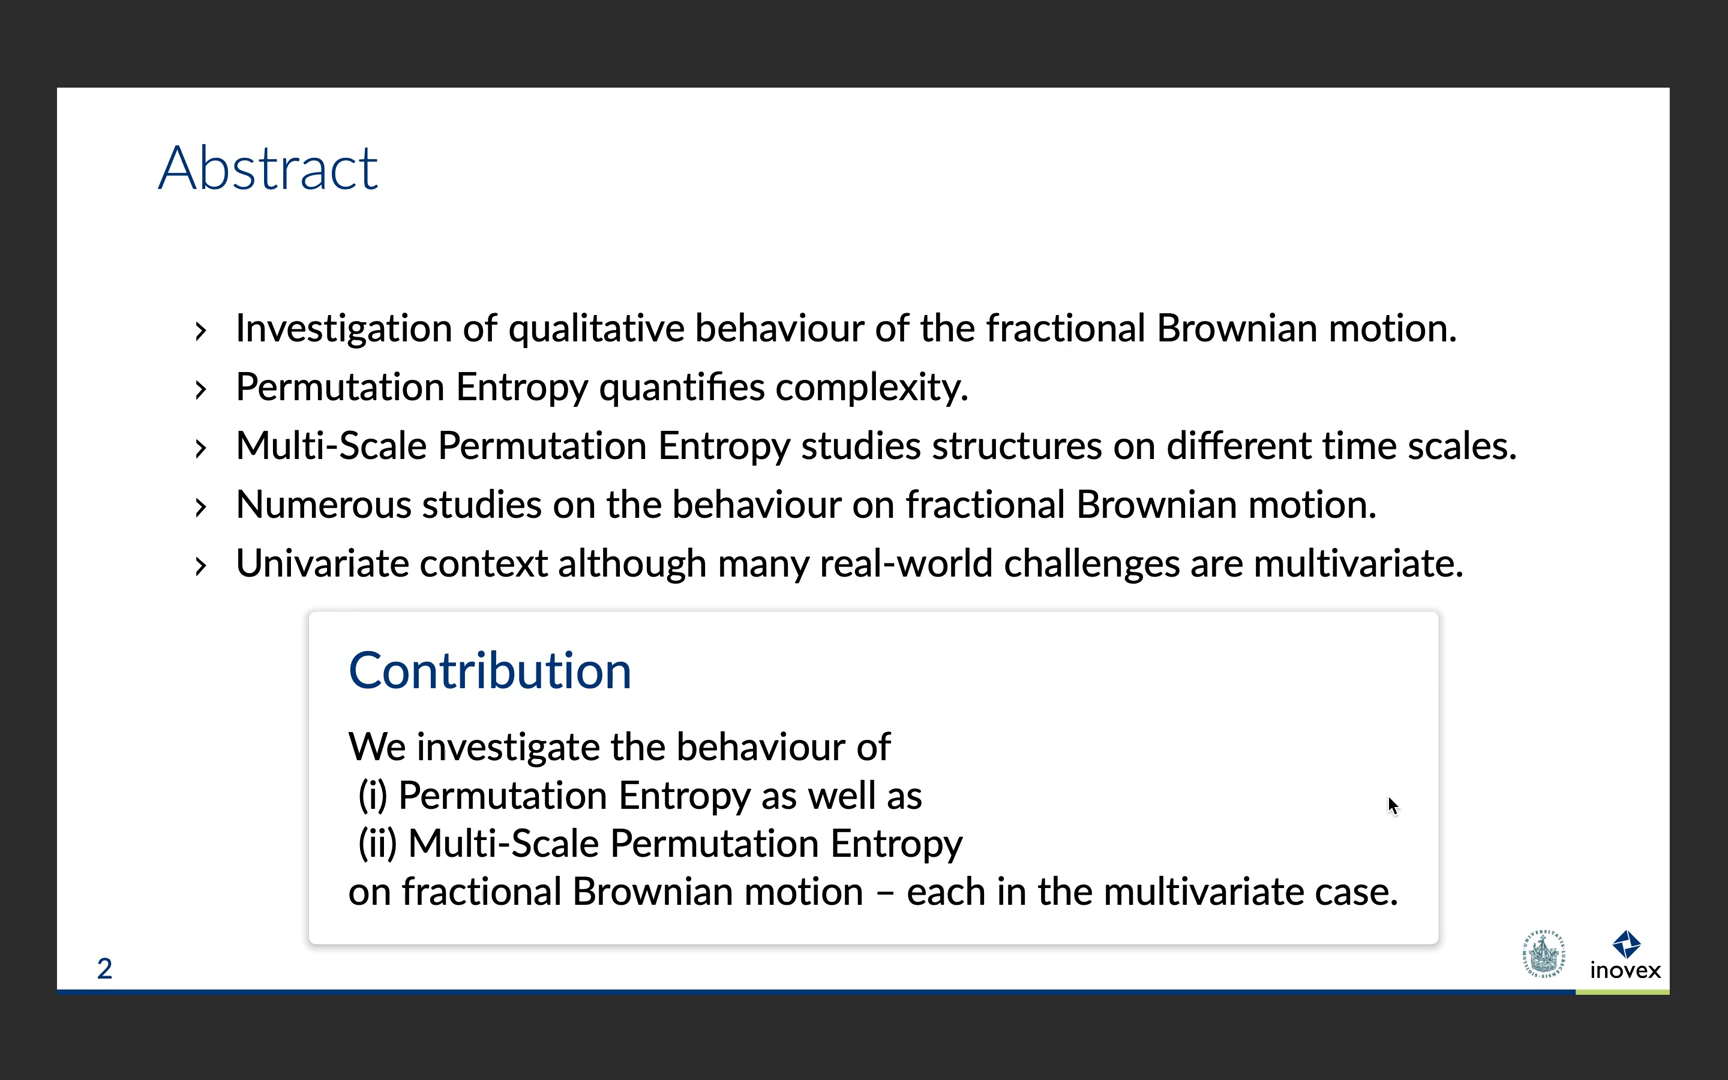 Abstract
› Investigation of qualitative behaviour of the fractional Brownian motion.
› Permutation Entropy quantifies complexity.
› Multi-Scale Permutation Entropy studies structures on different time scales.
› Numerous studies on the behaviour on fractional Brownian motion.
› Univariate context although many real-world challenges are multivariate.
Contribution
We investigate the behaviour of
(i) Permutation Entropy as well as
(ii) Multi-Scale Permutation Entropy
on fractional Brownian motion – each in the multivariate case.
2
inovex